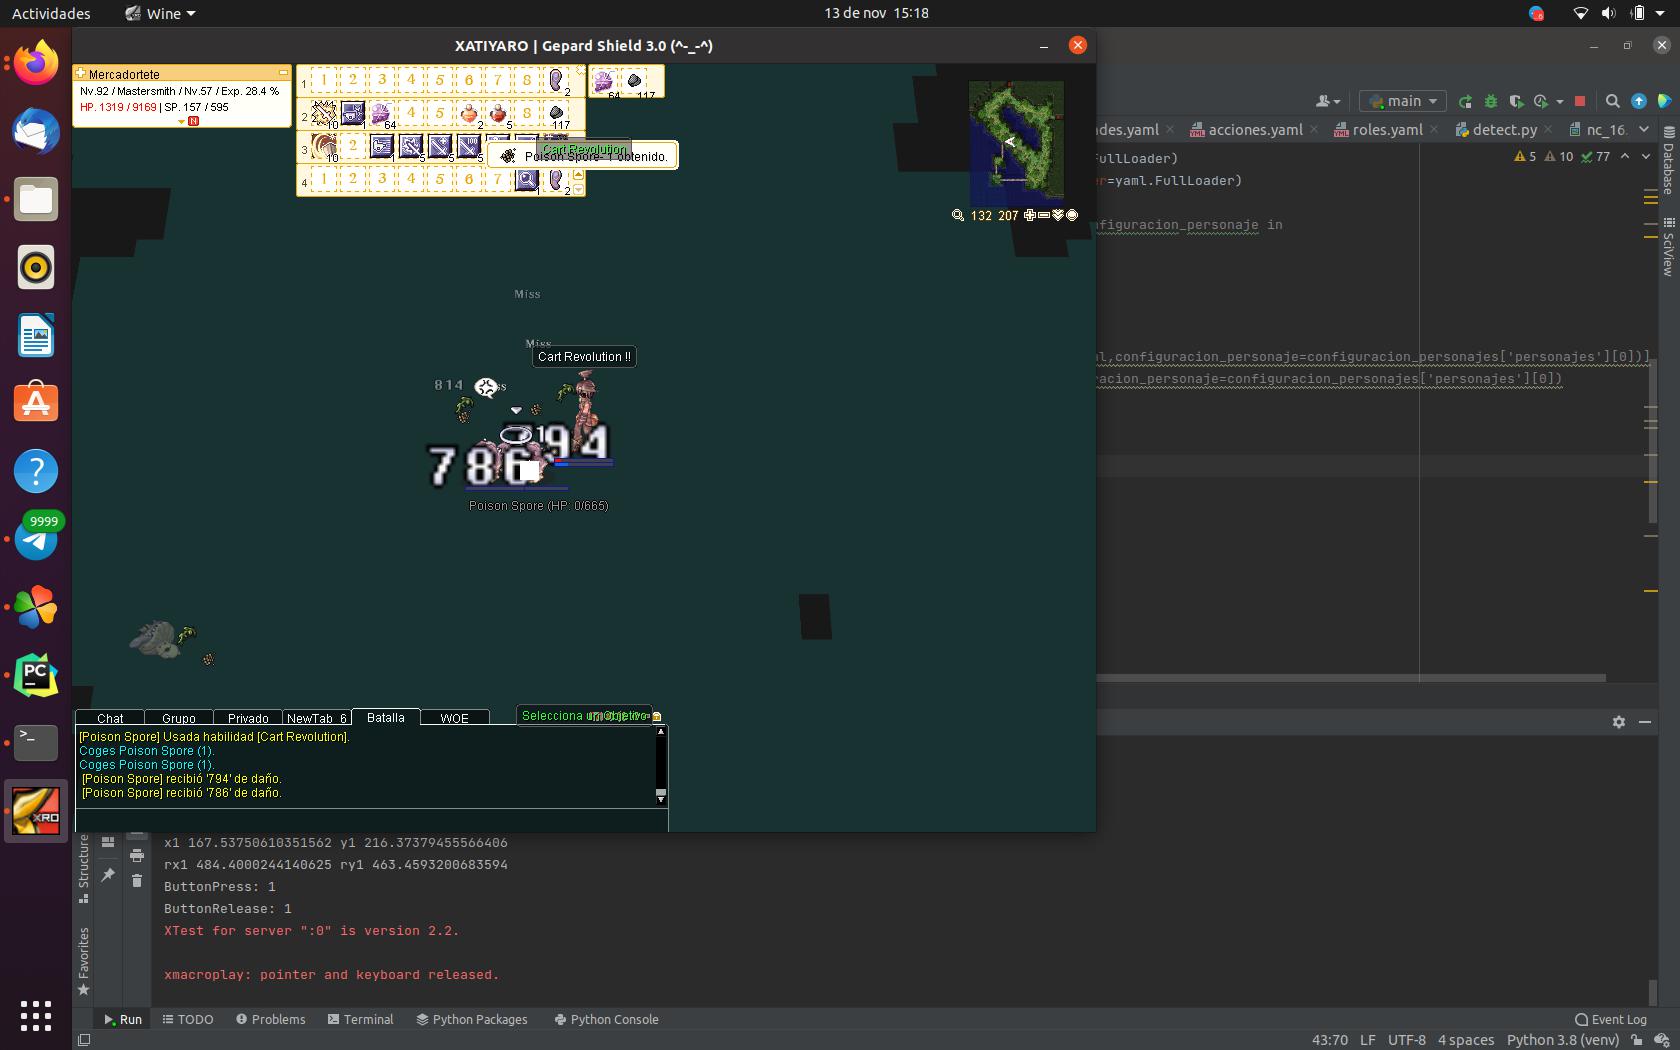 Actividades
Wine
13 de nov 15:18
XATIYARO | Gepard Shield 3.0 (^-_-^)
Mercadortete
Nv.92 / Mastersmith / Nv.57 / Exp. 28.4 %
HP. 1319 / 9169 | SP. 157 / 595
1 1 2 3 4 5 6 7 8 2
64 117
2 10 64 4 5 2 5 8 117
3 10 2 1 5 5 5
Cart Revolution
Poison Spore- 1 obtenido.
4 1 2 3 4 5 6 7 1 2
132 207
Miss
Miss
Cart Revolution !!
814
794
786
Poison Spore (HP: 0/665)
Chat Grupo Privado NewTab_6 Batalla WOE
Selecciona un Objetivo
[Poison Spore] Usada habilidad [Cart Revolution].
Coges Poison Spore (1).
Coges Poison Spore (1).
[Poison Spore] recibió '794' de daño.
[Poison Spore] recibió '786' de daño.
9999
PC
XRO
main
des.yaml acciones.yaml roles.yaml detect.py nc_16.
FullLoader) 5 10 77
r=yaml.FullLoader)
figuracion_personaje in
l,configuracion_personaje=configuracion_personajes['personajes'][0])]
racion_personaje=configuracion_personajes['personajes'][0])
Database
SciView
Structure
Favorites
x1 167.53750610351562 y1 216.37379455566406
rx1 484.4000244140625 ry1 463.4593200683594
ButtonPress: 1
ButtonRelease: 1
XTest for server ":0" is version 2.2.
xmacroplay: pointer and keyboard released.
Run TODO Problems Terminal Python Packages Python Console Event Log
43:70 LF UTF-8 4 spaces Python 3.8 (venv)